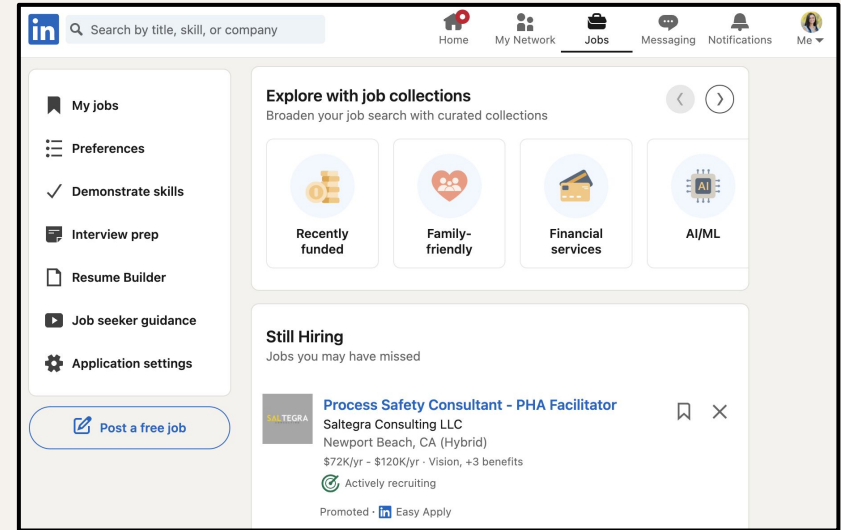 in
Search by title, skill, or company
Home
My Network
Jobs
Messaging
Notifications
Me
My jobs
Preferences
Demonstrate skills
Interview prep
Resume Builder
Job seeker guidance
Application settings
Post a free job
Explore with job collections
Broaden your job search with curated collections
Recently
funded
Family-
friendly
Financial
services
AI
AI/ML
Still Hiring
Jobs you may have missed
SALTEGRA
Process Safety Consultant - PHA Facilitator
Saltegra Consulting LLC
Newport Beach, CA (Hybrid)
$72K/yr - $120K/yr · Vision, +3 benefits
Actively recruiting
Promoted · in Easy Apply